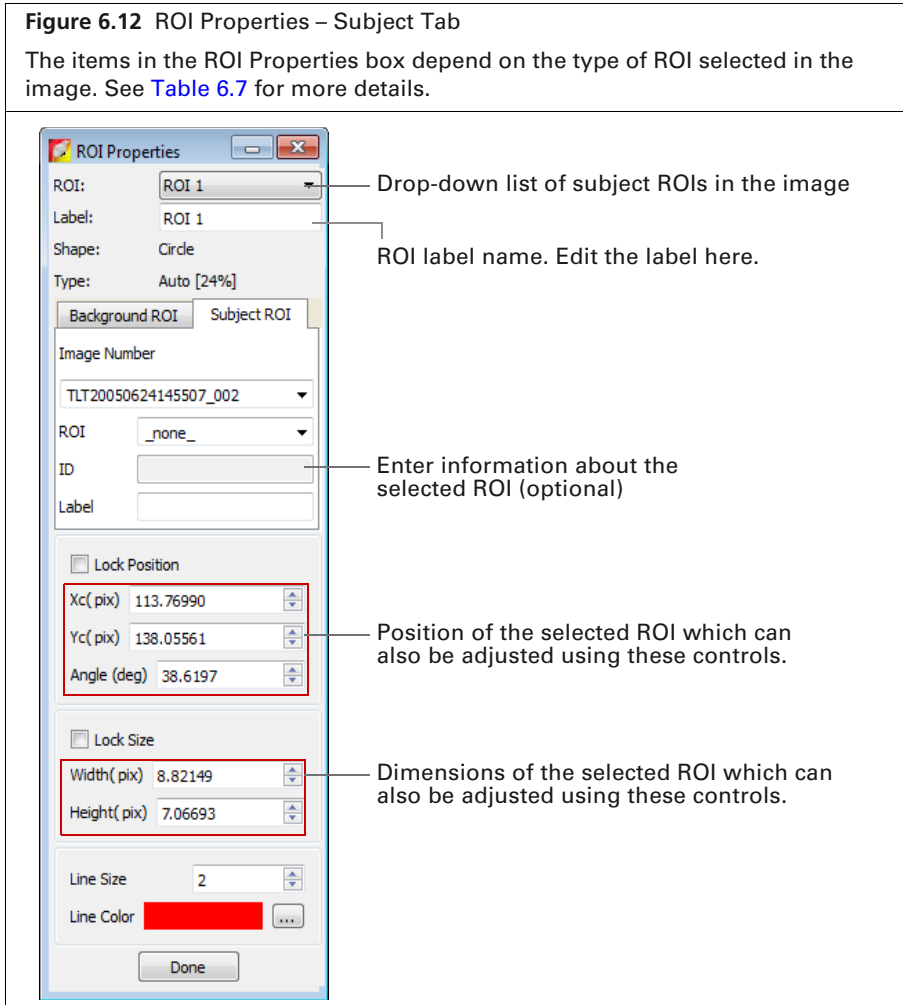 Figure 6.12 ROI Properties – Subject Tab
The items in the ROI Properties box depend on the type of ROI selected in the
image. See Table 6.7 for more details.
ROI Properties
ROI: ROI 1
Drop-down list of subject ROIs in the image
Label: ROI 1
ROI label name. Edit the label here.
Shape: Circle
Type: Auto [24%]
Background ROI Subject ROI
Image Number
TLT20050624145507_002
ROI _none_
ID
Enter information about the
selected ROI (optional)
Label
Lock Position
Xc( pix) 113.76990
Yc( pix) 138.05561
Position of the selected ROI which can
also be adjusted using these controls.
Angle (deg) 38.6197
Lock Size
Width( pix) 8.82149
Dimensions of the selected ROI which can
also be adjusted using these controls.
Height( pix) 7.06693
Line Size 2
Line Color ...
Done